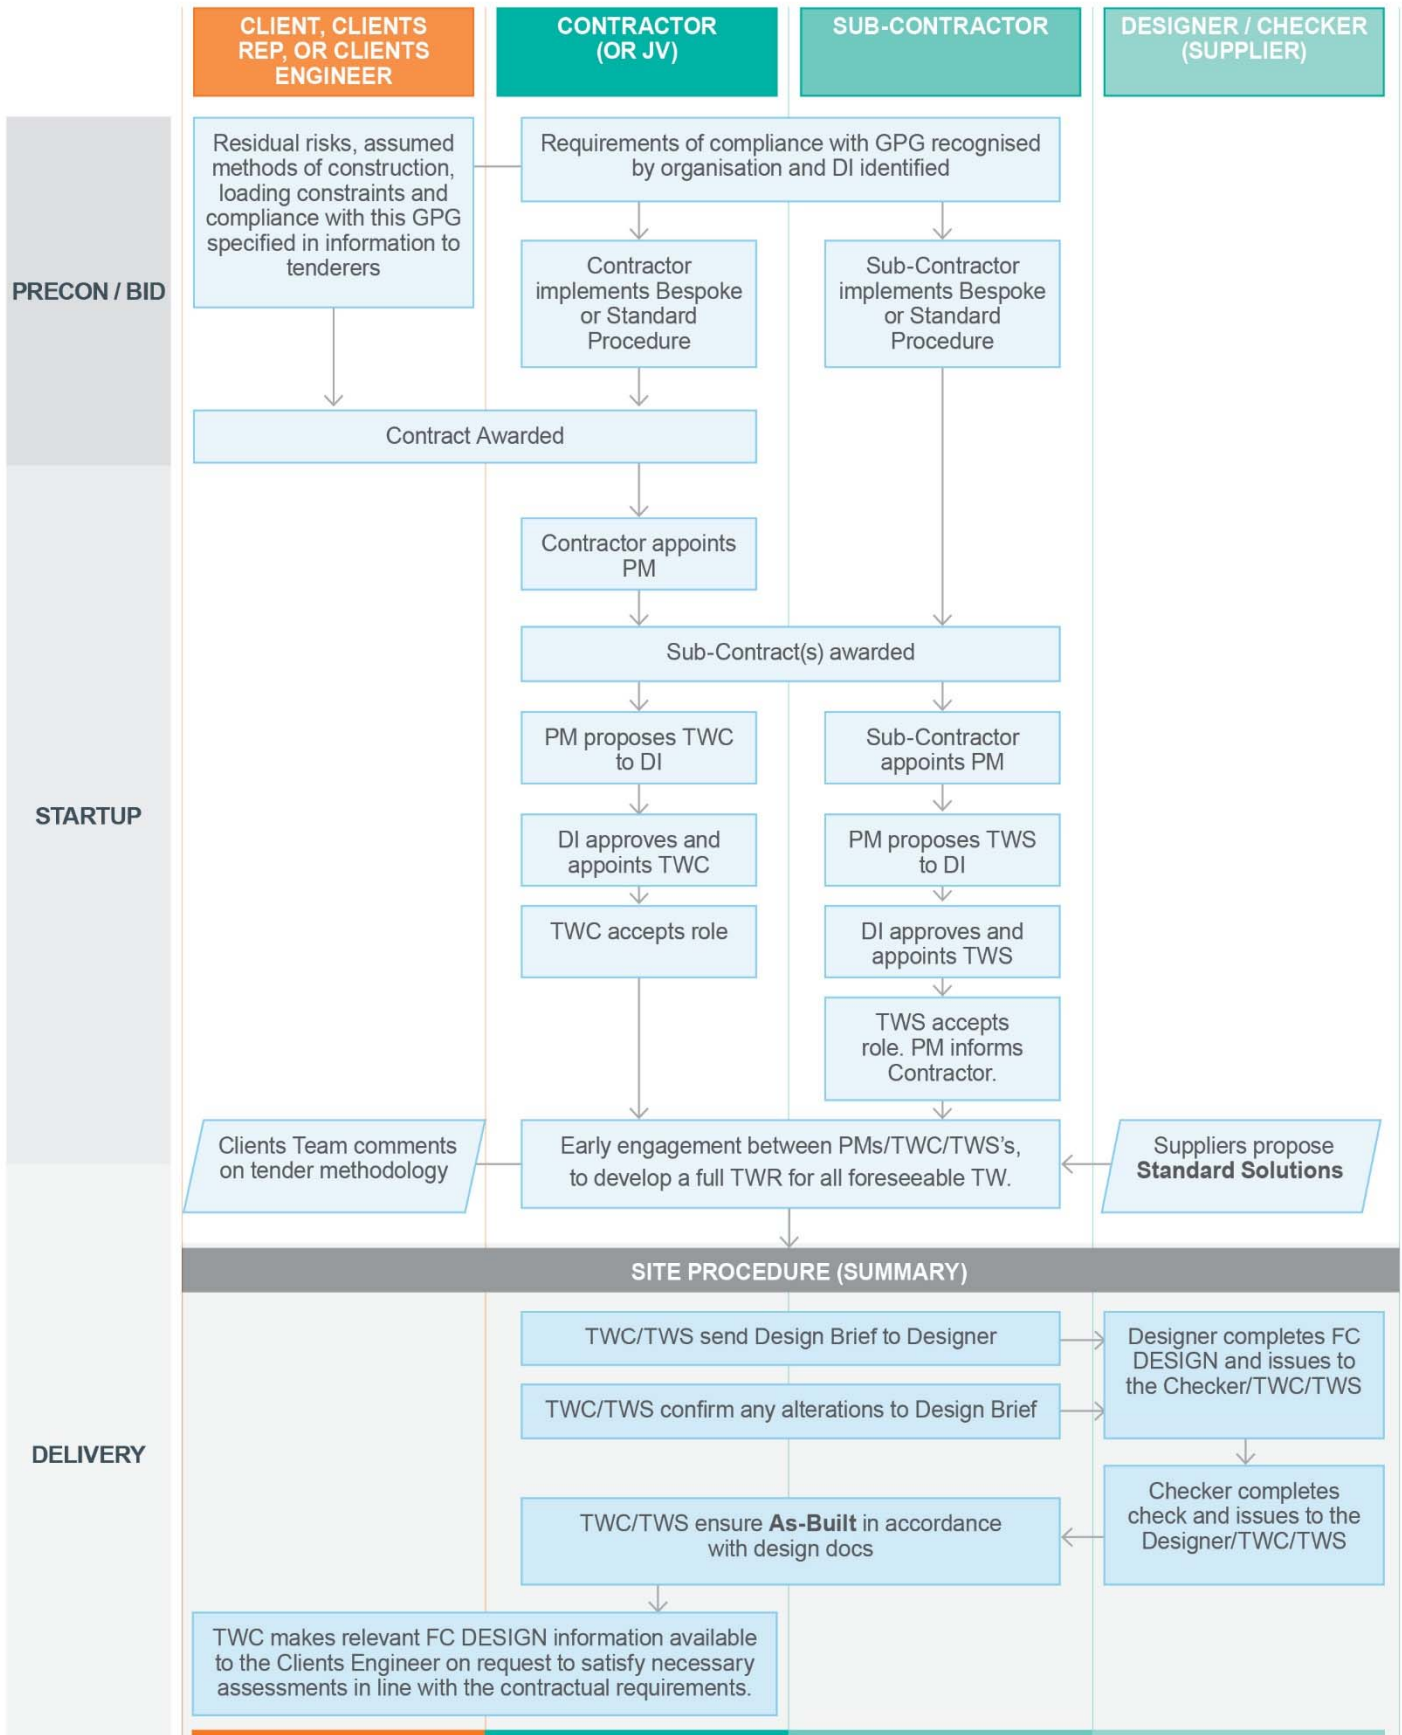 CLIENT, CLIENTS
REP, OR CLIENTS
ENGINEER
CONTRACTOR
(OR JV)
SUB-CONTRACTOR
DESIGNER / CHECKER
(SUPPLIER)
PRECON / BID
Residual risks, assumed
methods of construction,
loading constraints and
compliance with this GPG
specified in information to
tenderers
Requirements of compliance with GPG recognised
by organisation and DI identified
Contractor
implements Bespoke
or Standard
Procedure
Sub-Contractor
implements Bespoke
or Standard
Procedure
Contract Awarded
STARTUP
Contractor appoints
PM
Sub-Contract(s) awarded
PM proposes TWC
to DI
Sub-Contractor
appoints PM
DI approves and
appoints TWC
PM proposes TWS
to DI
TWC accepts role
DI approves and
appoints TWS
TWS accepts
role. PM informs
Contractor.
Clients Team comments
on tender methodology
Early engagement between PMs/TWC/TWS's,
to develop a full TWR for all foreseeable TW.
Suppliers propose
Standard Solutions
DELIVERY
SITE PROCEDURE (SUMMARY)
TWC/TWS send Design Brief to Designer
Designer completes FC
DESIGN and issues to
the Checker/TWC/TWS
TWC/TWS confirm any alterations to Design Brief
Checker completes
check and issues to the
Designer/TWC/TWS
TWC/TWS ensure As-Built in accordance
with design docs
TWC makes relevant FC DESIGN information available
to the Clients Engineer on request to satisfy necessary
assessments in line with the contractual requirements.